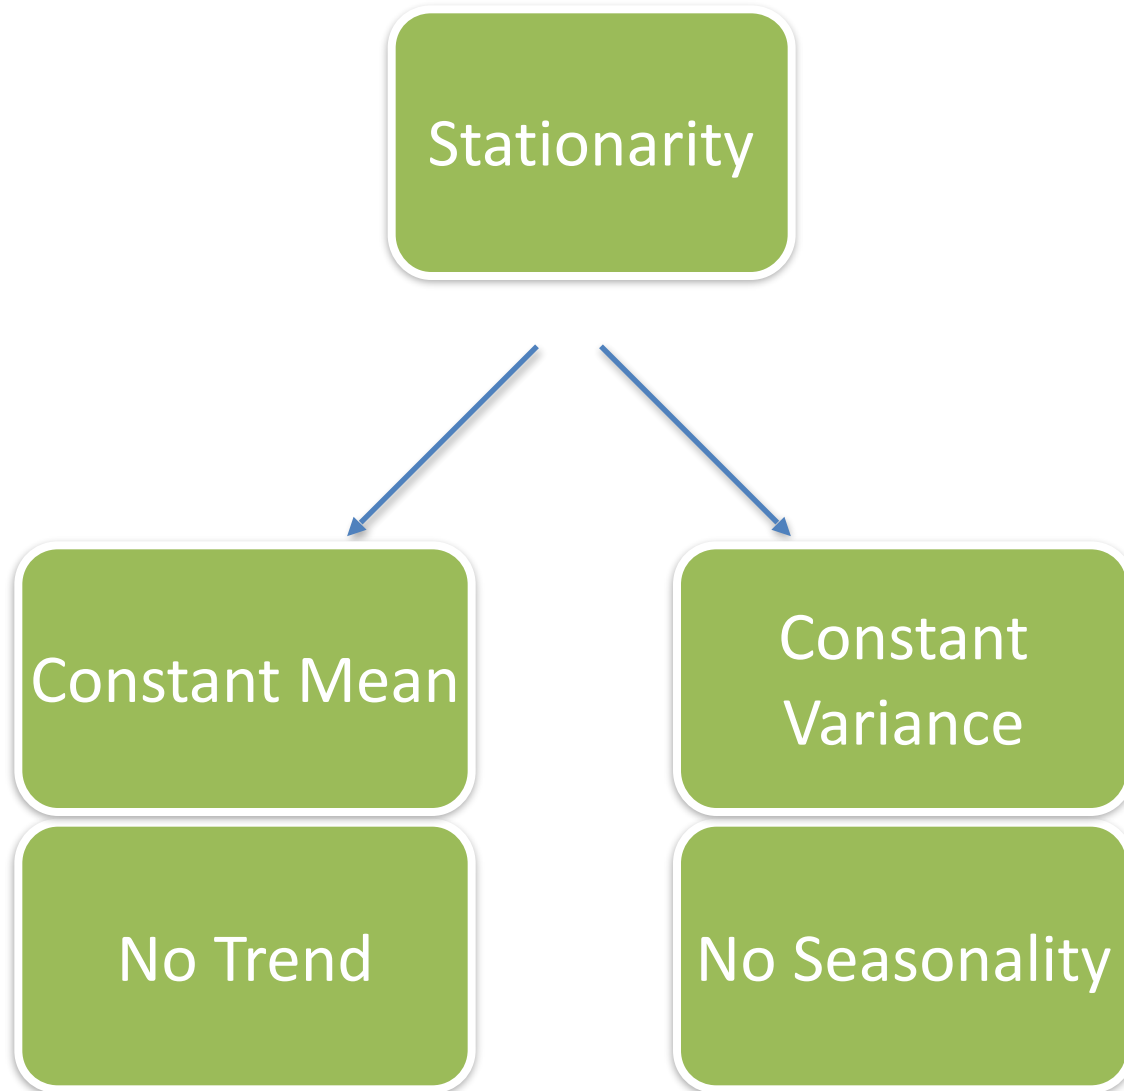 Stationarity
Constant Mean
Constant
Variance
No Trend
No Seasonality